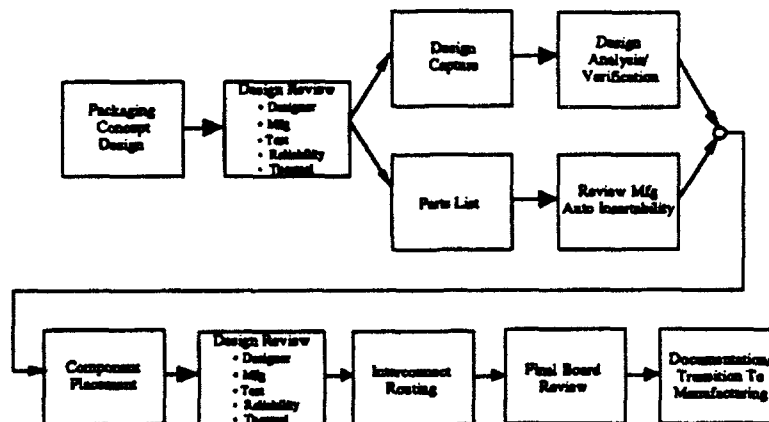 Packaging
Concept
Design
Design Review
• Designer
• Mfg
• Test
• Reliability
• Thermal
Design
Capture
Design
Analysis/
Verification
Parts List
Review Mfg
Auto Insertability
Component
Placement
Design Review
• Designer
• Mfg
• Test
• Reliability
• Thermal
Interconnect
Routing
Final Board
Review
Documentation/
Transition To
Manufacturing